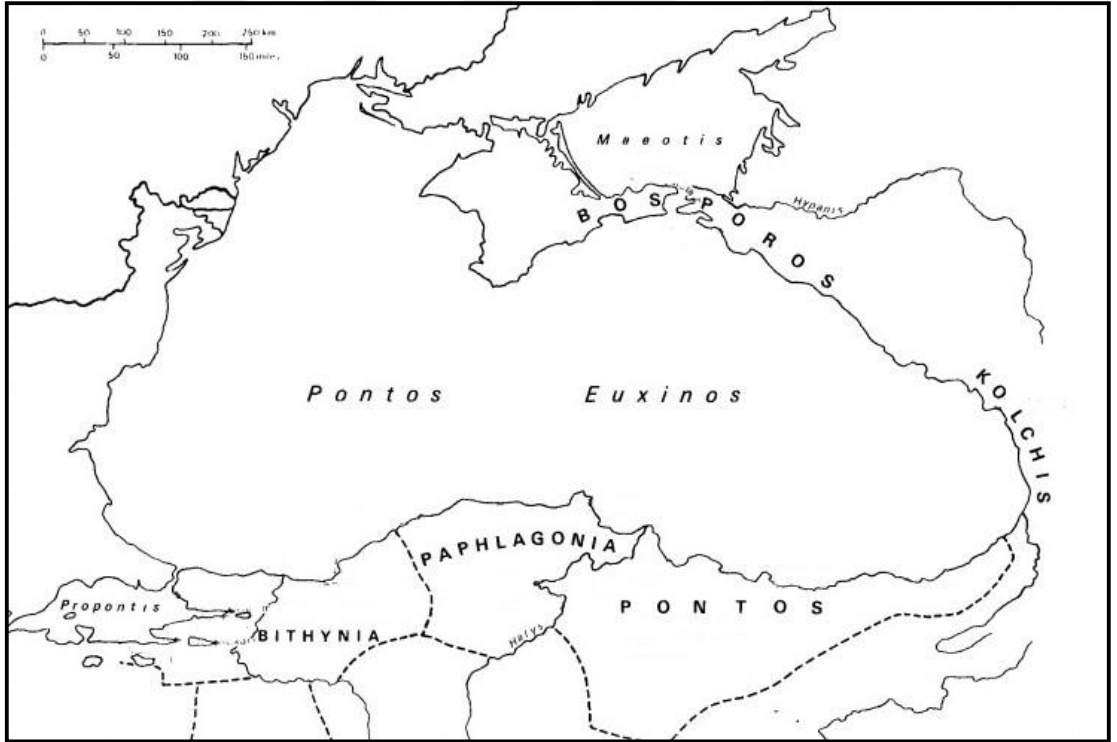 0 50 100 150 200 250 km
0 50 100 150 miles
Maeotis
Hypanis
BOSPOROS
Pontos Euxinos
KOLCHIS
PAPHLAGONIA
Propontis
PONTOS
BITHYNIA
Halys